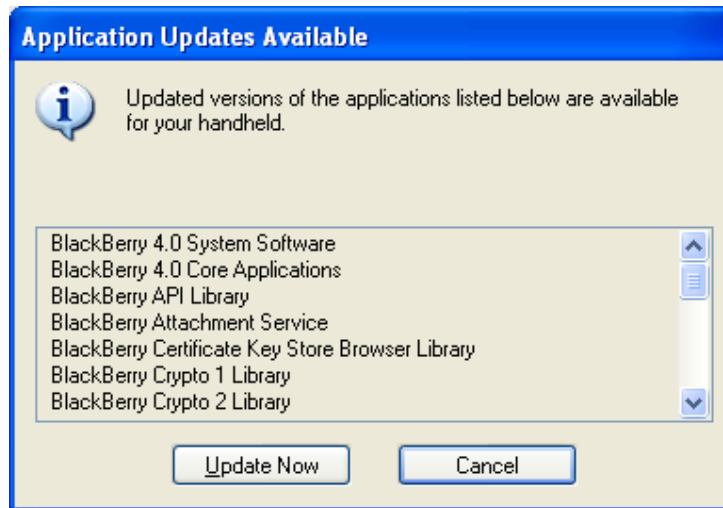 Application Updates Available
Updated versions of the applications listed below are available
for your handheld.
BlackBerry 4.0 System Software
BlackBerry 4.0 Core Applications
BlackBerry API Library
BlackBerry Attachment Service
BlackBerry Certificate Key Store Browser Library
BlackBerry Crypto 1 Library
BlackBerry Crypto 2 Library
Update Now
Cancel